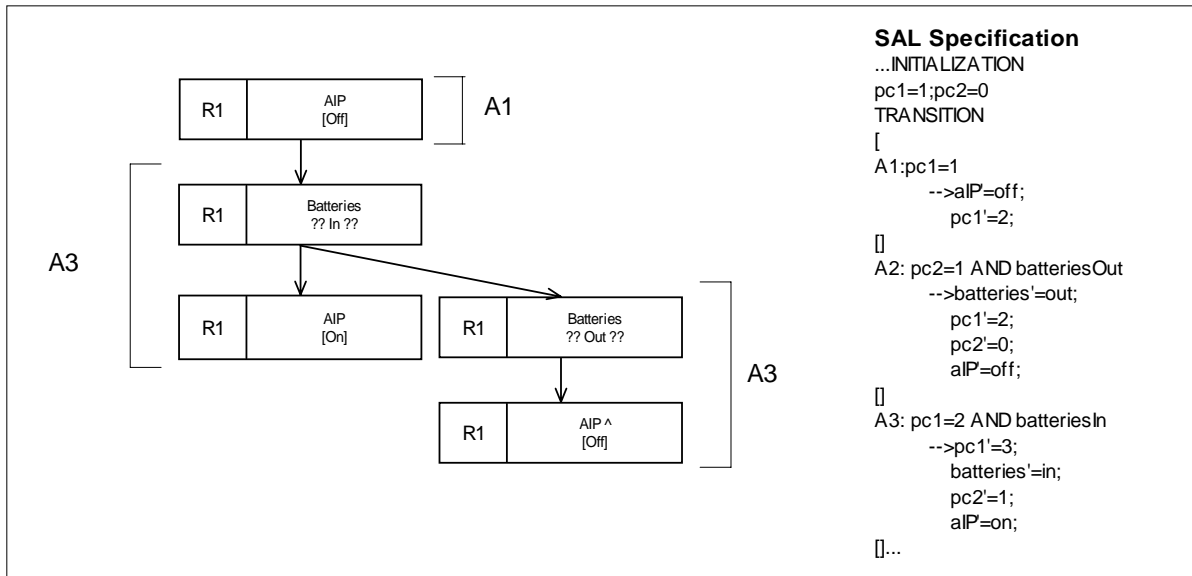 R1
AIP
[Off]
A1
A3
R1
Batteries
?? In ??
R1
AIP
[On]
R1
Batteries
?? Out ??
A3
R1
AIP ^
[Off]
SAL Specification
...INITIALIZATION
pc1=1;pc2=0
TRANSITION
[
A1:pc1=1
-->aIP'=off;
pc1'=2;
[]
A2: pc2=1 AND batteriesOut
-->batteries'=out;
pc1'=2;
pc2'=0;
aIP'=off;
[]
A3: pc1=2 AND batteriesIn
-->pc1'=3;
batteries'=in;
pc2'=1;
aIP'=on;
[]...